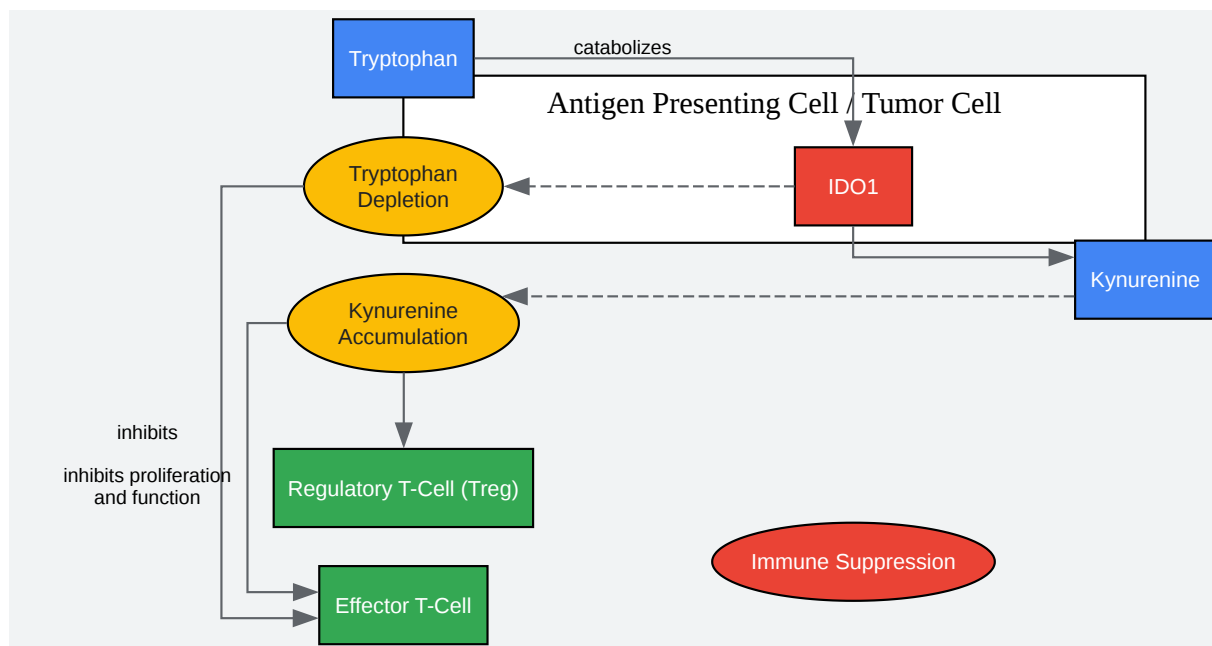 Tryptophan
catabolizes
Antigen Presenting Cell / Tumor Cell
Tryptophan
Depletion
IDO1
Kynurenine
Kynurenine
Accumulation
inhibits
inhibits proliferation
and function
Regulatory T-Cell (Treg)
Immune Suppression
Effector T-Cell